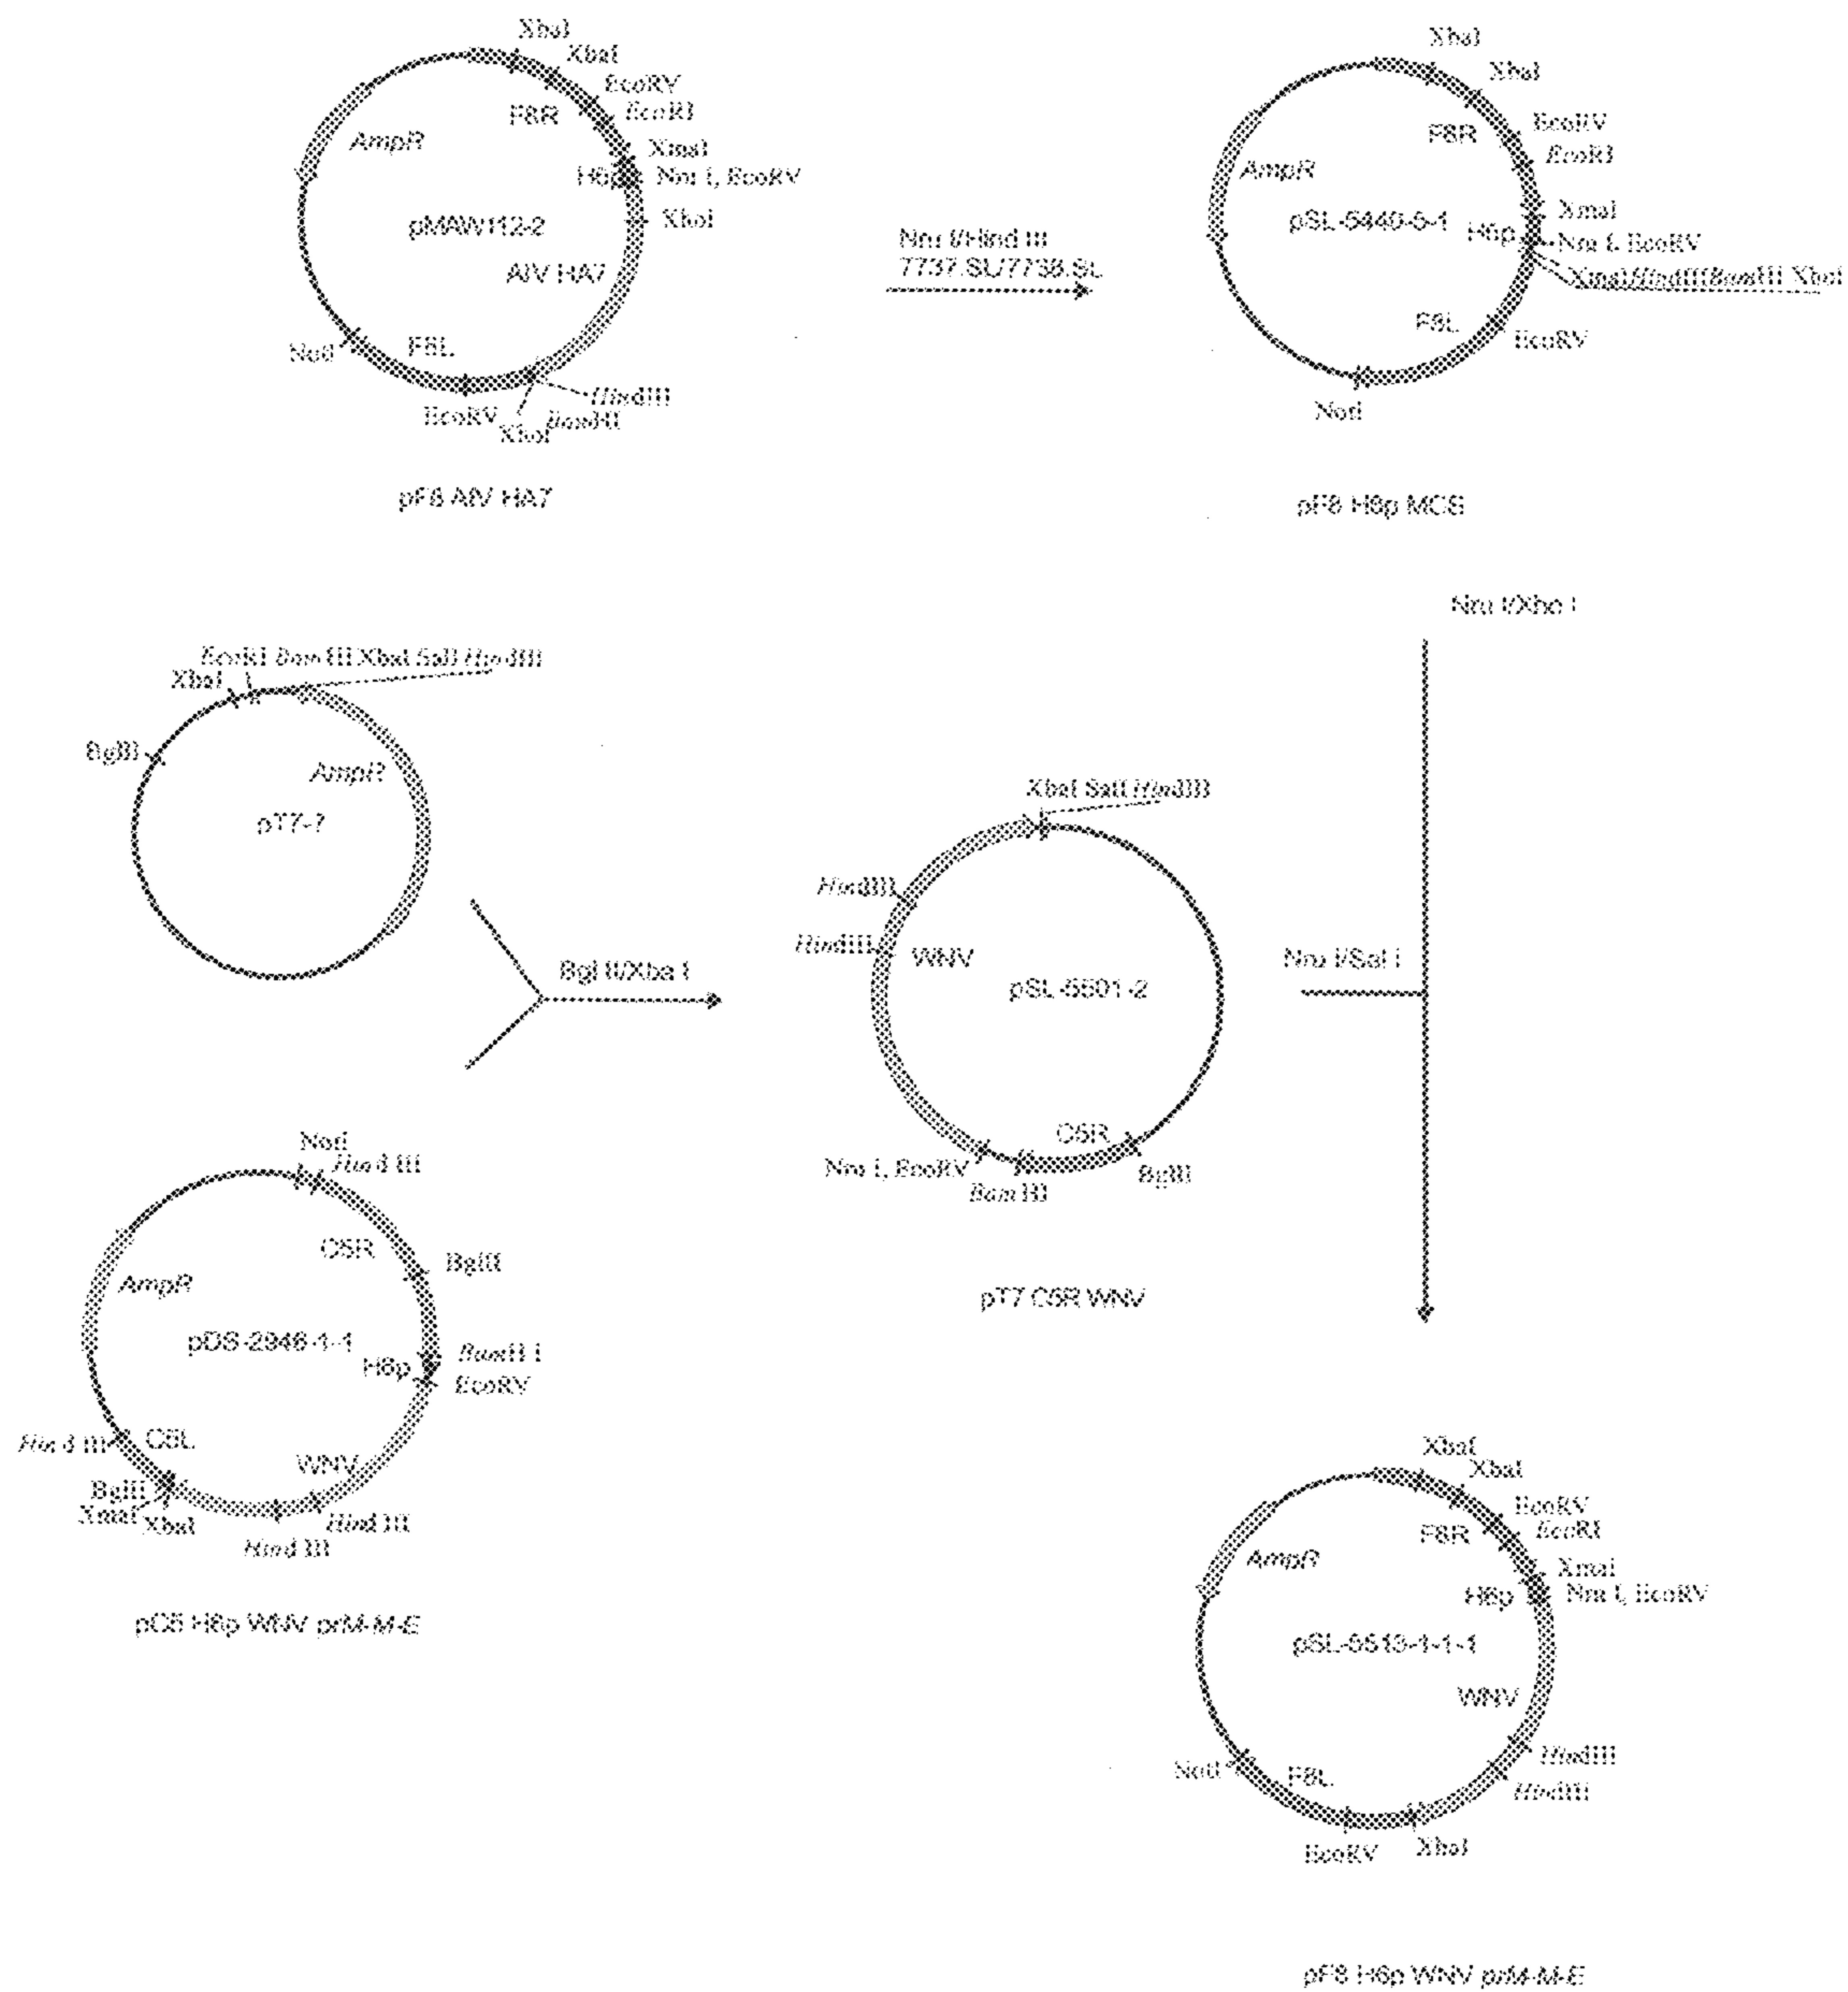 XbaI
XbaI
EcoRV
EcoRI
F8R
AmpR
XmaI
H6p
Nru I, EcoRV
pMAW112-2
XhoI
AIV HA7
NotI
F8L
HindIII
EcoRV
BamHI
XhoI
pF8 AIV HA7
Nru I/Hind III
7737.SL/7738.SL
XbaI
XbaI
EcoRV
F8R
EcoRI
AmpR
XmaI
pSL-5440-5-1
H6p
Nru I, EcoRV
XmaI HindIII BamHI XhoI
F8L
EcoRV
NotI
pF8 H6p MCS
Nru I/Xho I
EcoRI Bam HI XbaI SalI HindIII
XbaI
BglII
AmpR
pT7-7
Bgl II/Xba I
XbaI SalI HindIII
HindIII
HindIII
WNV
pSL-5501-2
C5R
Nru I, EcoRV
BamHI
BglII
pT7 C5R WNV
Nru I/Sal I
NotI
Hind III
C5R
BglII
AmpR
pDS-2946-1-1
BamH I
H6p
EcoRV
Hind III
C5L
WNV
BglII
XmaI
XbaI
Hind III
Hind III
pC5 H6p WNV prM-M-E
XbaI
XbaI
EcoRV
F8R
EcoRI
AmpR
XmaI
H6p
Nru I, EcoRV
pSL-5513-1-1-1
WNV
HindIII
NotI
F8L
HindIII
EcoRV
XbaI
pF8 H6p WNV prM-M-E